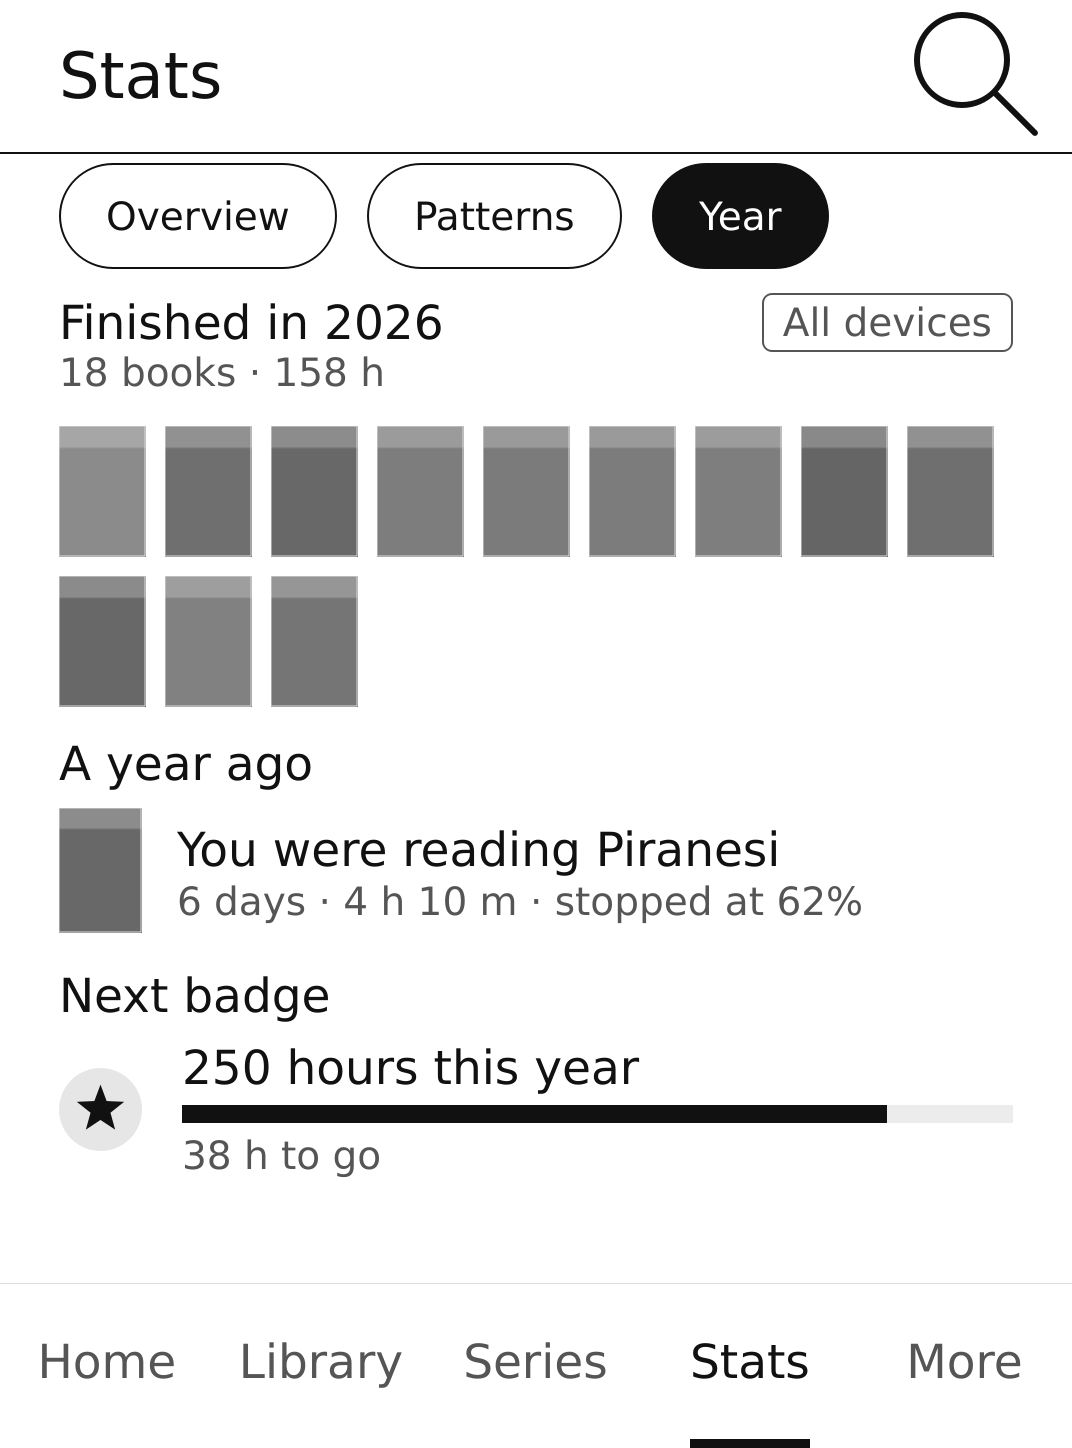 Stats
Overview Patterns Year
Finished in 2026 All devices
18 books · 158 h
A year ago
You were reading Piranesi
6 days · 4 h 10 m · stopped at 62%
Next badge
250 hours this year
38 h to go
Home Library Series Stats More